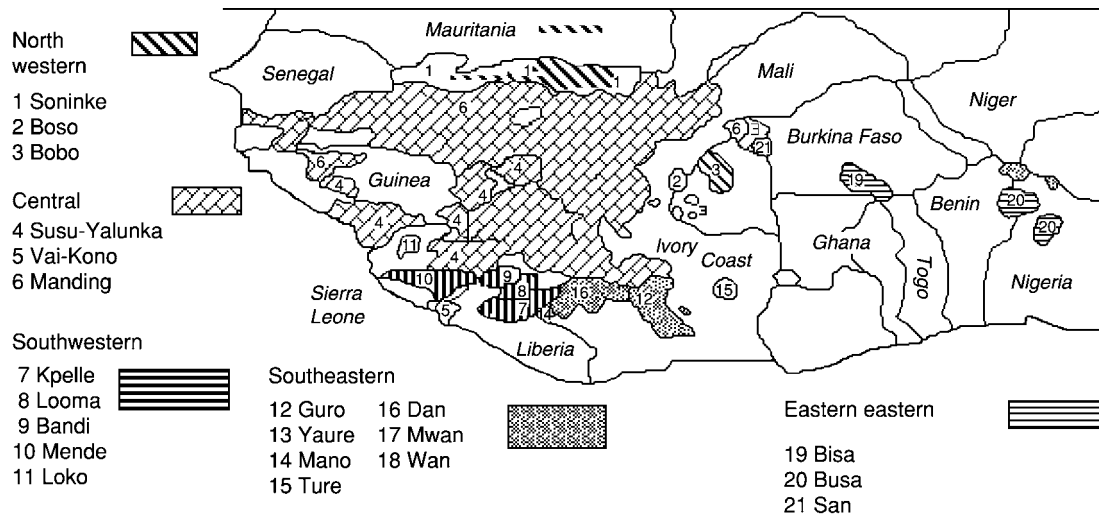 North
western
1 Soninke
2 Boso
3 Bobo
Central
4 Susu-Yalunka
5 Vai-Kono
6 Manding
Southwestern
7 Kpelle
8 Looma
9 Bandi
10 Mende
11 Loko
Southeastern
12 Guro 16 Dan
13 Yaure 17 Mwan
14 Mano 18 Wan
15 Ture
Eastern eastern
19 Bisa
20 Busa
21 San
Mauritania
Senegal
Mali
Niger
1 1 1
6
6 3
21
Burkina Faso
3
2
19
Benin
20
20
6
4
Guinea
4
4
3
4
4
11
4
Ivory
Coast
Ghana
Togo
Nigeria
9
10
8
7
16
12
15
14
5
Sierra
Leone
Liberia